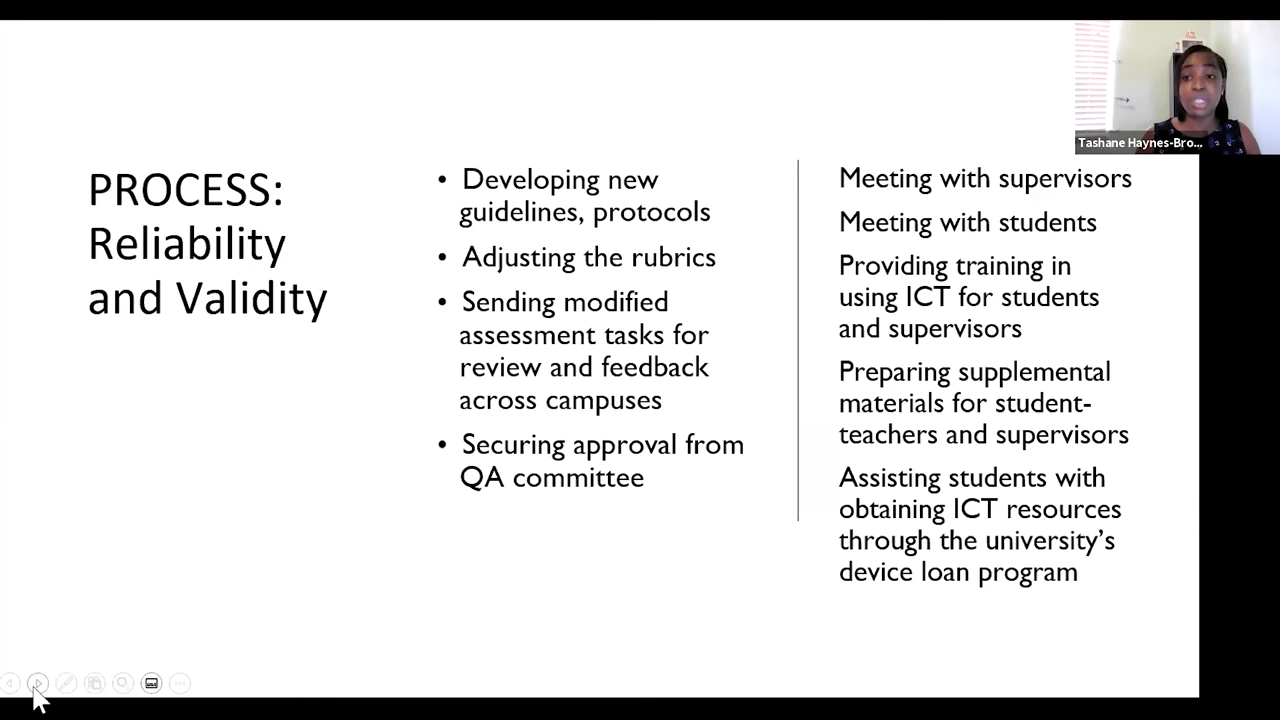 PROCESS:
Reliability
and Validity
• Developing new
guidelines, protocols
• Adjusting the rubrics
• Sending modified
assessment tasks for
review and feedback
across campuses
• Securing approval from
QA committee
Meeting with supervisors
Meeting with students
Providing training in
using ICT for students
and supervisors
Preparing supplemental
materials for student-
teachers and supervisors
Assisting students with
obtaining ICT resources
through the university’s
device loan program
Tashane Haynes-Bro...